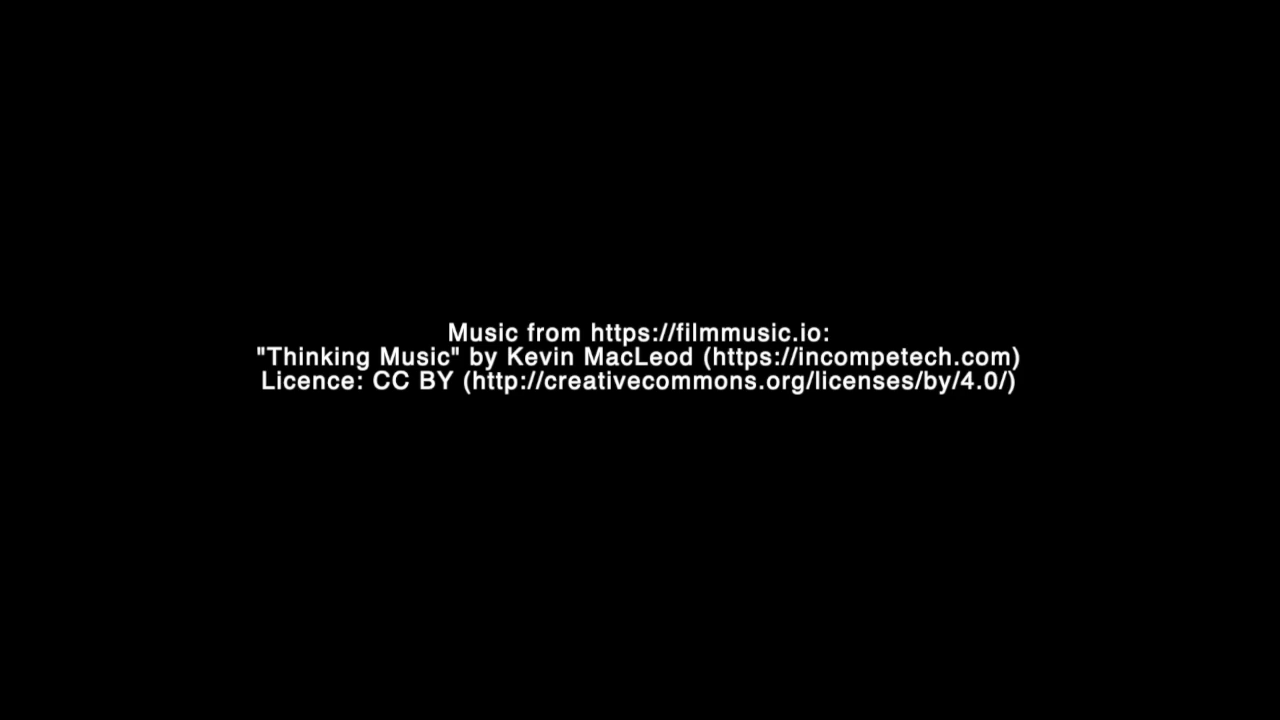 Music from https://filmmusic.io:
"Thinking Music" by Kevin MacLeod (https://incompetech.com)
Licence: CC BY (http://creativecommons.org/licenses/by/4.0/)